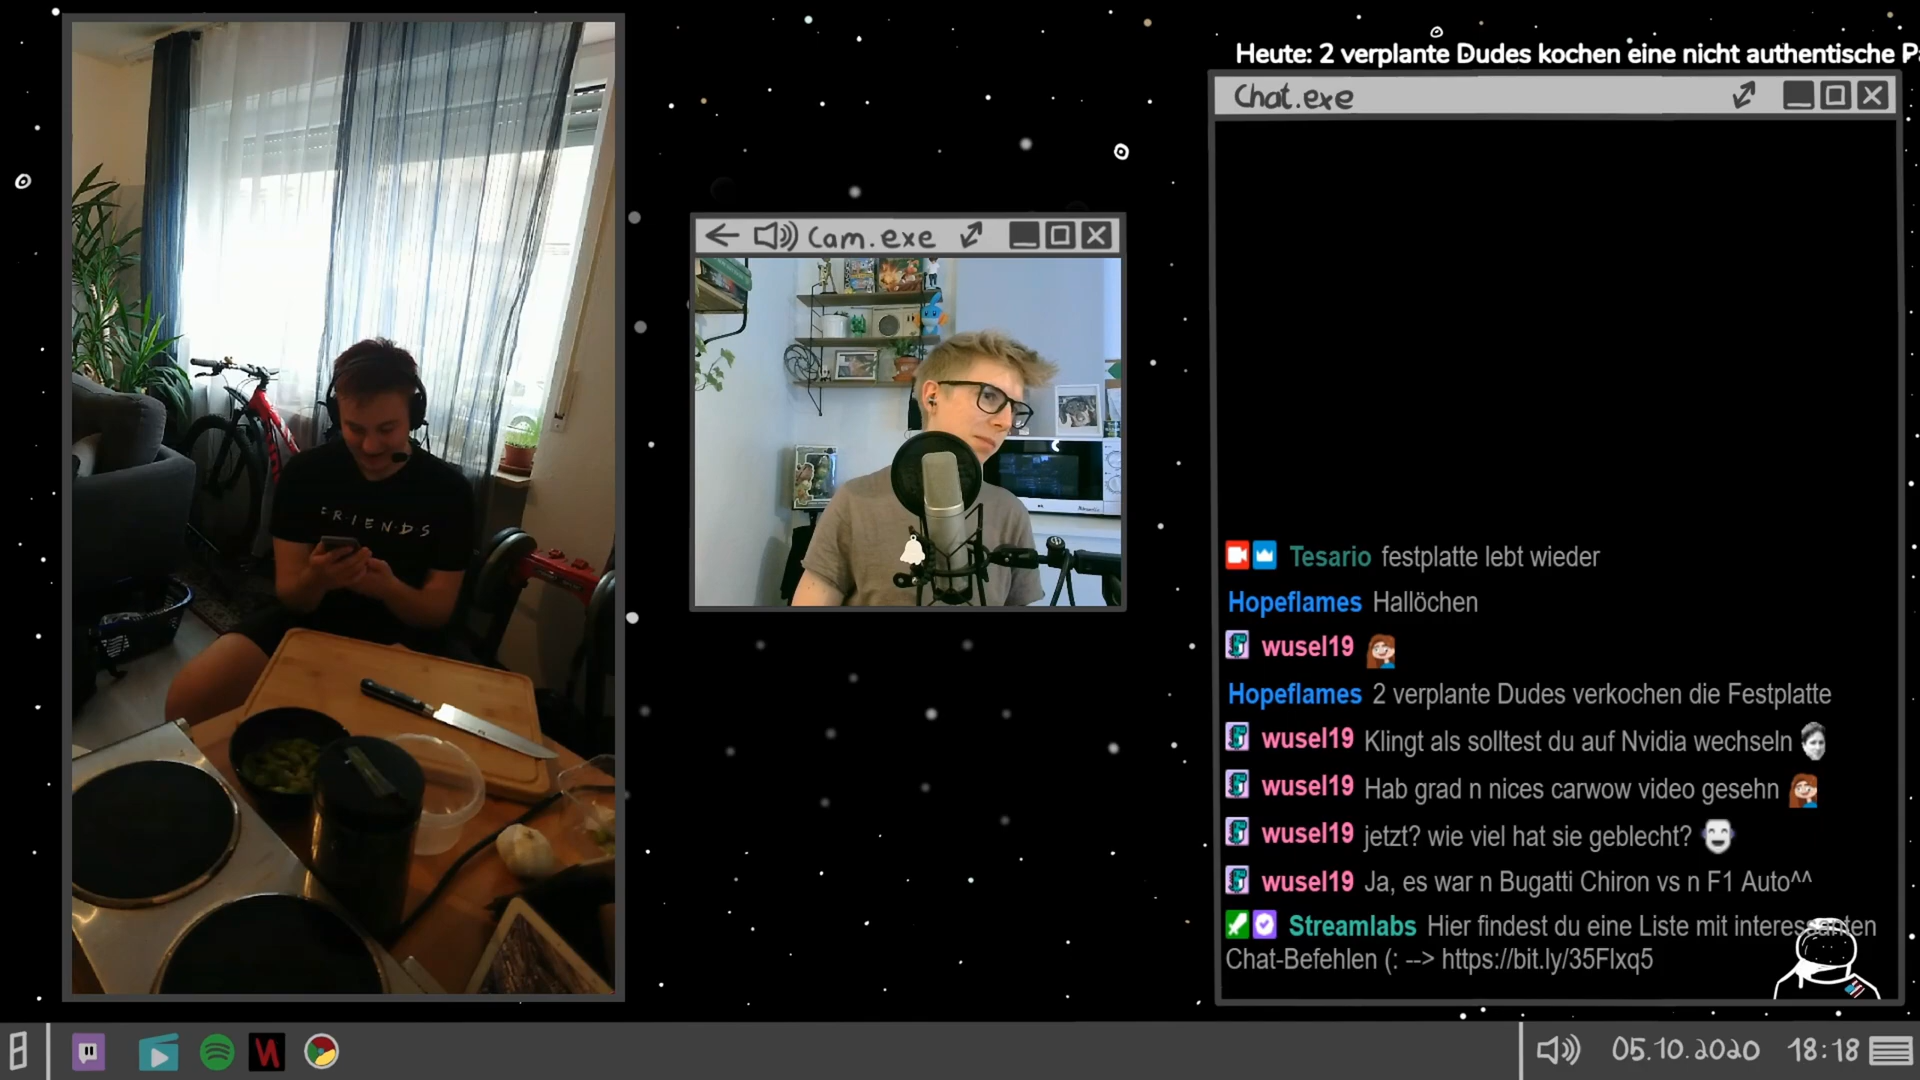 Heute: 2 verplante Dudes kochen eine nicht authentische
Chat.exe
Cam.exe
FRIENDS
Tesario festplatte lebt wieder
Hopeflames Hallöchen
wusel19
Hopeflames 2 verplante Dudes verkochen die Festplatte
wusel19 Klingt als solltest du auf Nvidia wechseln
wusel19 Hab grad n nices carwow video gesehn
wusel19 jetzt? wie viel hat sie geblecht?
wusel19 Ja, es war n Bugatti Chiron vs n F1 Auto^^
Streamlabs Hier findest du eine Liste mit interessanten
Chat-Befehlen (: --> https://bit.ly/35Flxq5
05.10.2020 18:18